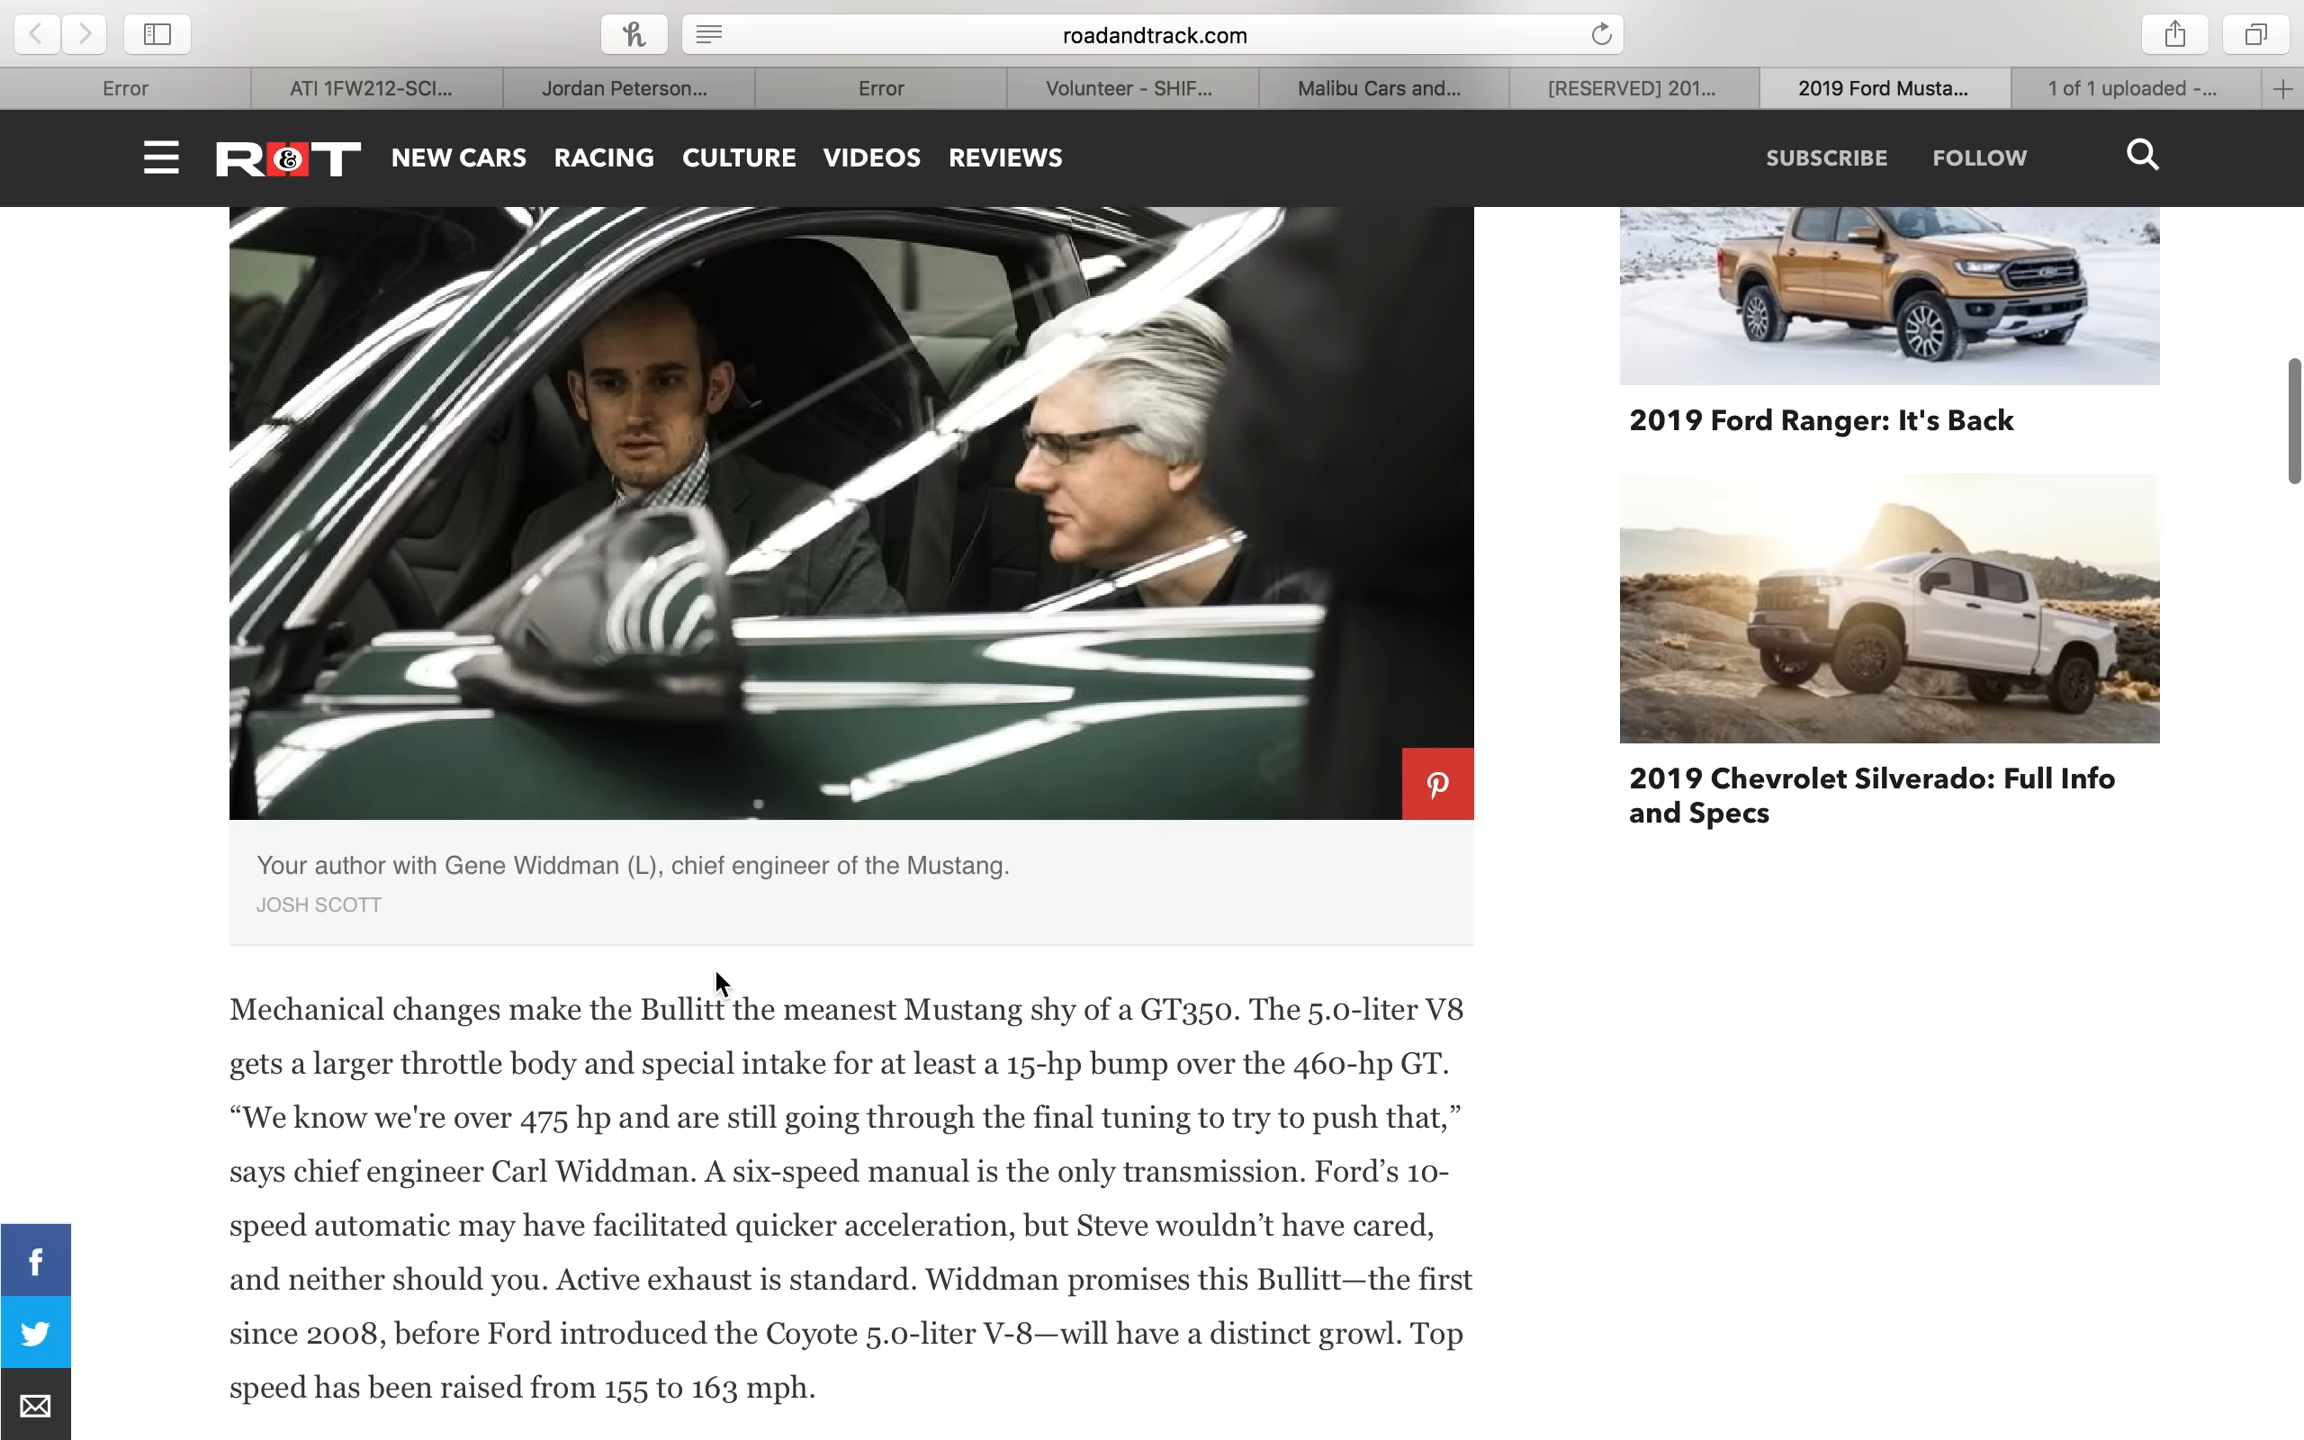 roadandtrack.com
Error
ATI 1FW212-SCI...
Jordan Peterson...
Error
Volunteer - SHIF...
Malibu Cars and...
[RESERVED] 201...
2019 Ford Musta...
1 of 1 uploaded -...
R&T
NEW CARS
RACING
CULTURE
VIDEOS
REVIEWS
SUBSCRIBE
FOLLOW
Your author with Gene Widdman (L), chief engineer of the Mustang.
JOSH SCOTT
Mechanical changes make the Bullitt the meanest Mustang shy of a GT350. The 5.0-liter V8
gets a larger throttle body and special intake for at least a 15-hp bump over the 460-hp GT.
“We know we're over 475 hp and are still going through the final tuning to try to push that,”
says chief engineer Carl Widdman. A six-speed manual is the only transmission. Ford’s 10-
speed automatic may have facilitated quicker acceleration, but Steve wouldn’t have cared,
and neither should you. Active exhaust is standard. Widdman promises this Bullitt—the first
since 2008, before Ford introduced the Coyote 5.0-liter V-8—will have a distinct growl. Top
speed has been raised from 155 to 163 mph.
2019 Ford Ranger: It's Back
2019 Chevrolet Silverado: Full Info
and Specs